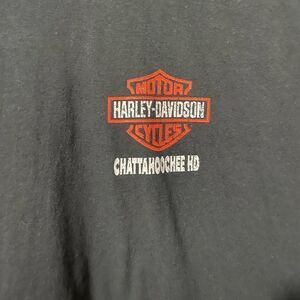 MOTOR
HARLEY-DAVIDSON
CYCLES
CHATTAHOOCHEE HD